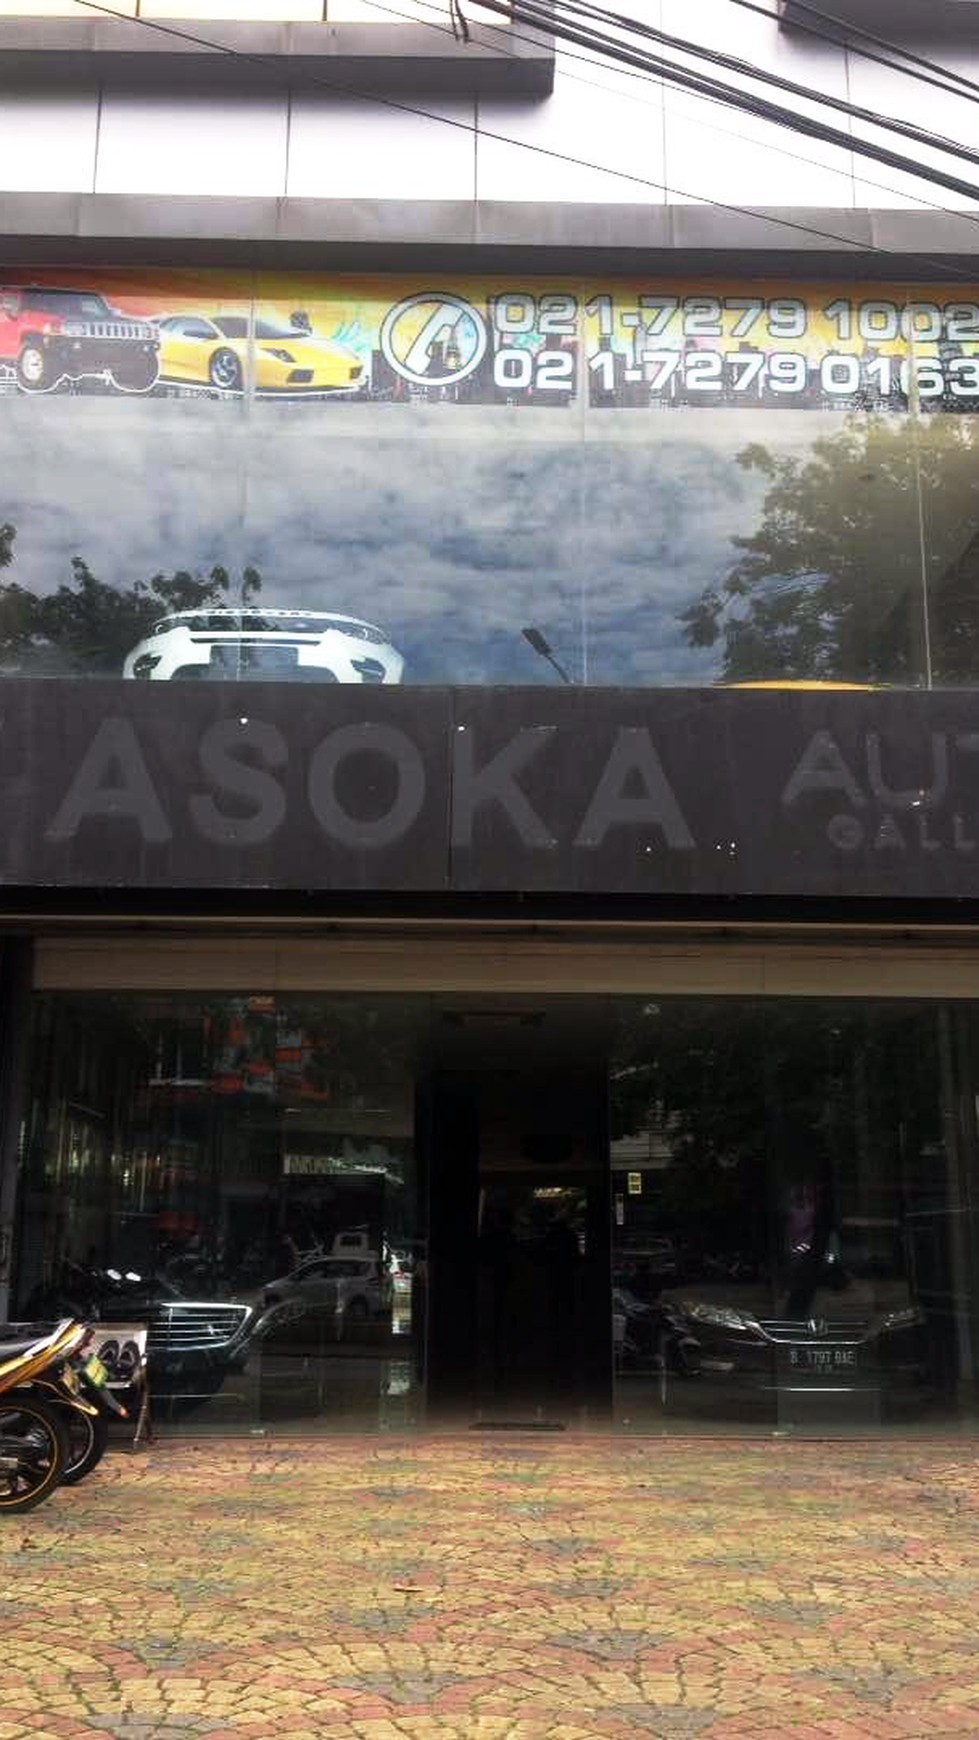 021-7279 1002
021-7279 0163
ASOKA AUT
GALL
B 1797 BAE